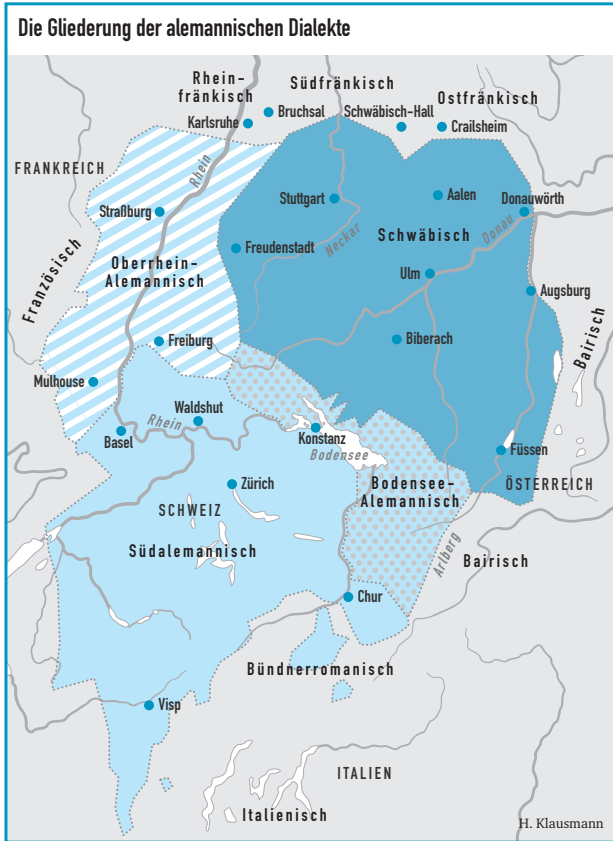 Die Gliederung der alemannischen Dialekte
Rhein-
fränkisch
Südfränkisch
Ostfränkisch
Bruchsal
Karlsruhe
Schwäbisch-Hall
Crailsheim
FRANKREICH
Rhein
Straßburg
Stuttgart
Aalen
Donauwörth
Neckar
Schwäbisch
Donau
Freudenstadt
Französisch
Oberrhein-
Alemannisch
Ulm
Augsburg
Bairisch
Freiburg
Biberach
Mulhouse
Waldshut
Rhein
Basel
Konstanz
Bodensee
Füssen
Zürich
Bodensee-
Alemannisch
ÖSTERREICH
SCHWEIZ
Südalemannisch
Arlberg
Bairisch
Chur
Bündnerromanisch
Visp
ITALIEN
Italienisch
H. Klausmann